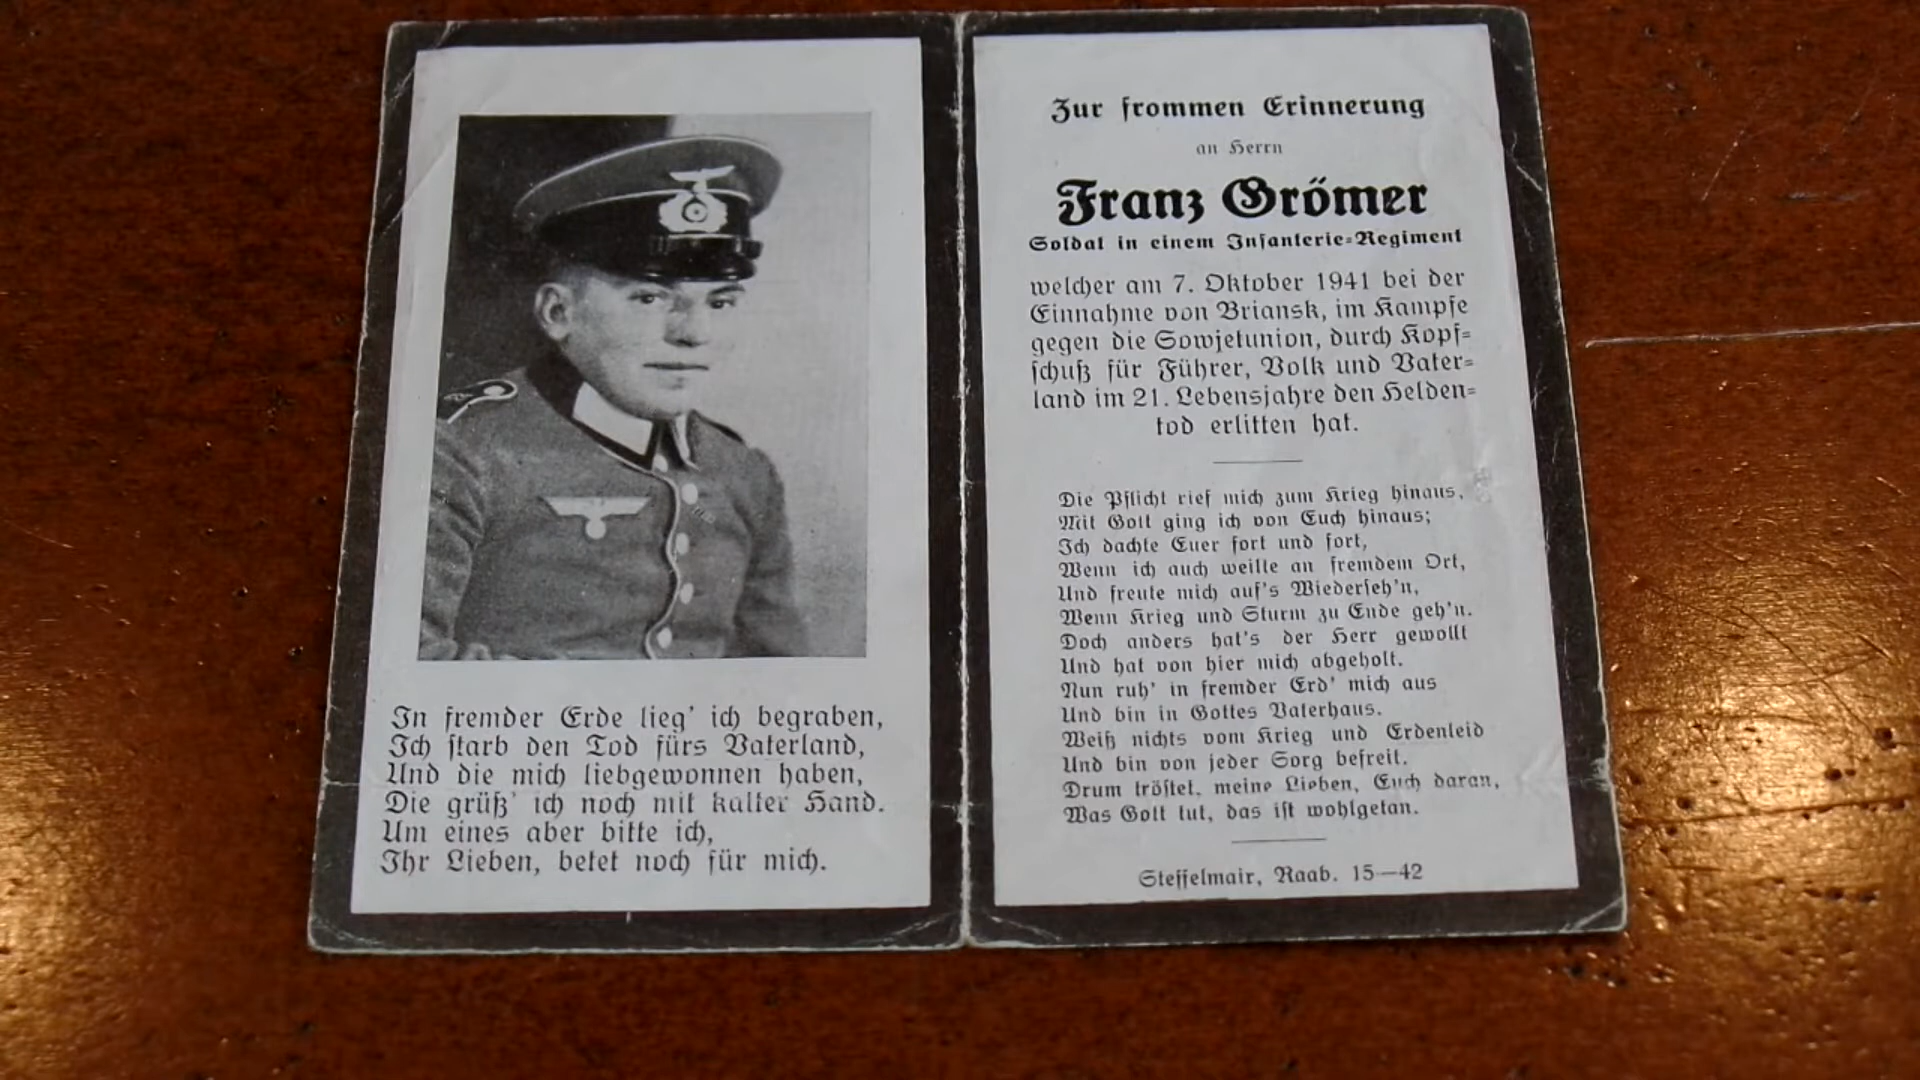 In fremder Erde lieg' ich begraben,
Ich starb den Tod fürs Vaterland,
Und die mich liebgewonnen haben,
Die grüß' ich noch mit kalter Hand.
Um eines aber bitte ich,
Ihr Lieben, betet noch für mich.
Zur frommen Erinnerung
an Herrn
Franz Grömer
Soldat in einem Infanterie-Regiment
welcher am 7. Oktober 1941 bei der
Einnahme von Briansk, im Kampfe
gegen die Sowjetunion, durch Kopf-
schuß für Führer, Volk und Vater-
land im 21. Lebensjahre den Helden-
tod erlitten hat.
Die Pflicht rief mich zum Krieg hinaus,
Mit Gott ging ich von Euch hinaus;
Ich dachte Euer fort und fort,
Wenn ich auch weilte an fremdem Ort,
Und freute mich auf's Wiederseh'n,
Wenn Krieg und Sturm zu Ende geh'n.
Doch anders hat's der Herr gewollt
Und hat von hier mich abgeholt.
Nun ruh' in fremder Erd' mich aus
Und bin in Gottes Vaterhaus.
Weiß nichts vom Krieg und Erdenleid
Und bin von jeder Sorg befreit.
Drum tröstet, meine Lieben, Euch daran,
Was Gott tut, das ist wohlgetan.
Steffelmair, Raab. 15—42